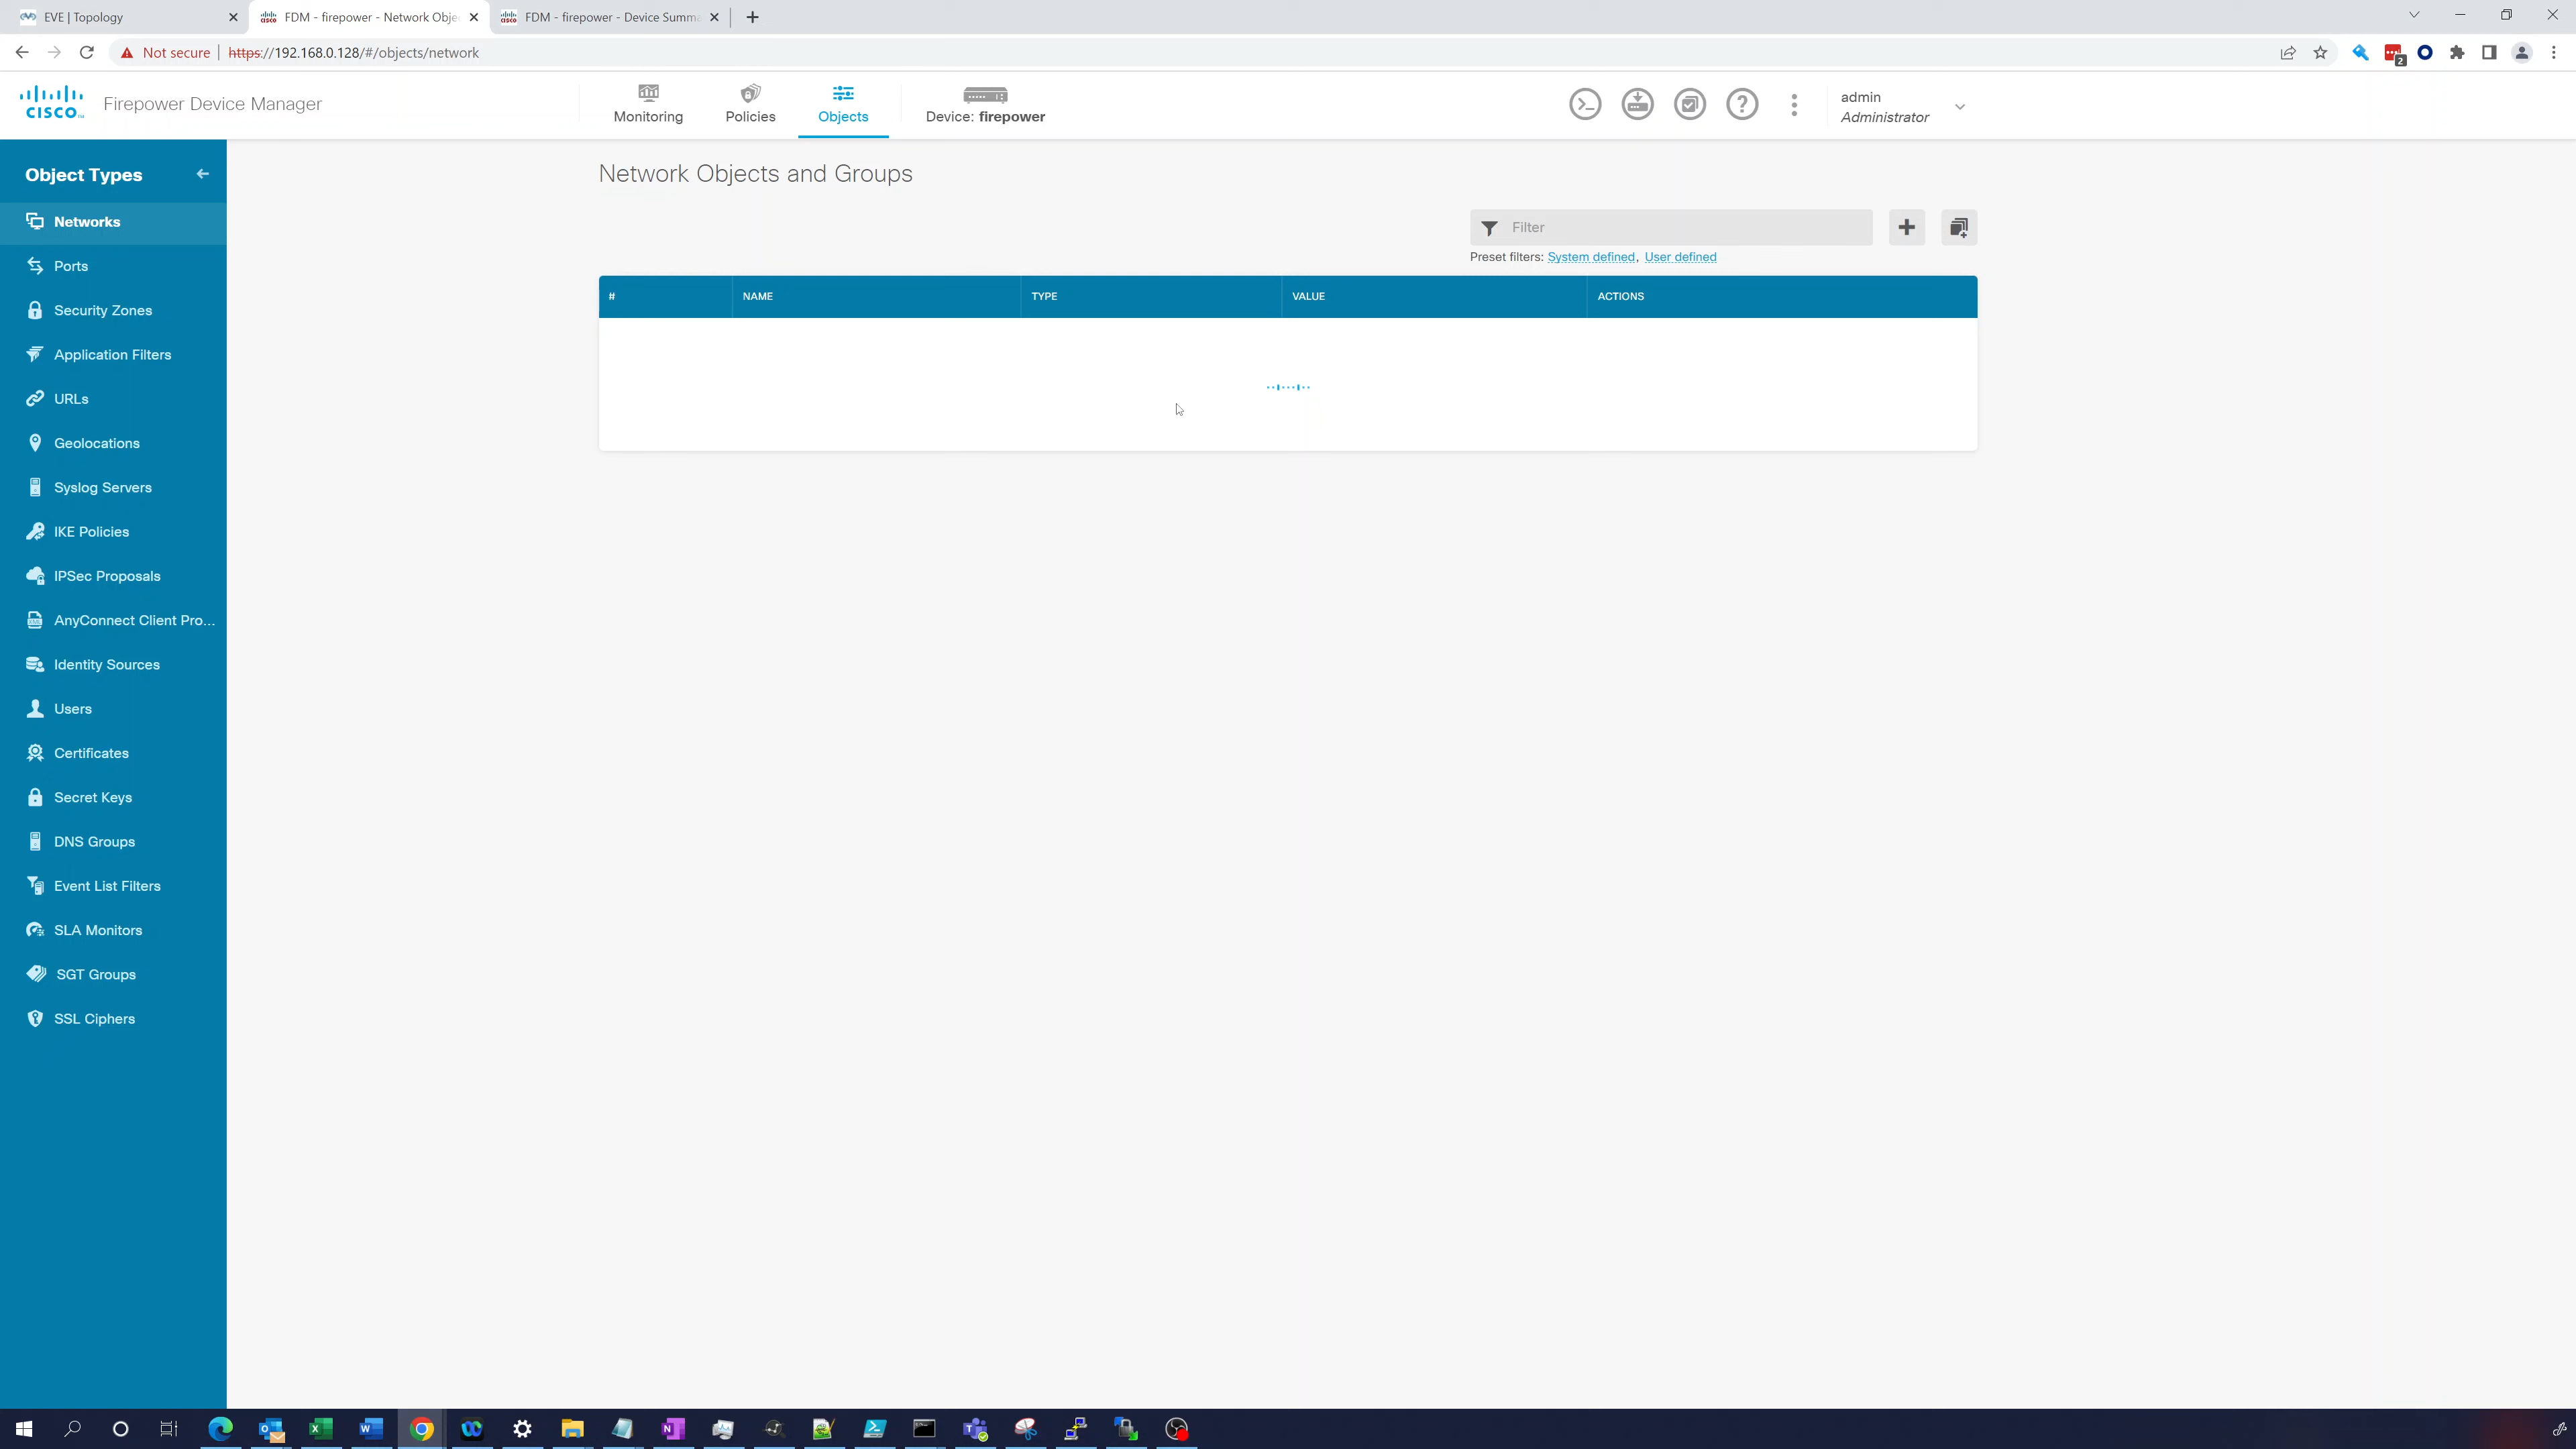 EVE | Topology
FDM - firepower - Network Obje
FDM - firepower - Device Summa
Not secure
https://192.168.0.128/#/objects/network
2
CISCO
Firepower Device Manager
Monitoring
Policies
Objects
Device: firepower
admin
Administrator
Object Types
Networks
Ports
Security Zones
Application Filters
URLs
Geolocations
Syslog Servers
IKE Policies
IPSec Proposals
AnyConnect Client Pro...
Identity Sources
Users
Certificates
Secret Keys
DNS Groups
Event List Filters
SLA Monitors
SGT Groups
SSL Ciphers
Network Objects and Groups
Filter
Preset filters: System defined, User defined
# NAME TYPE VALUE ACTIONS